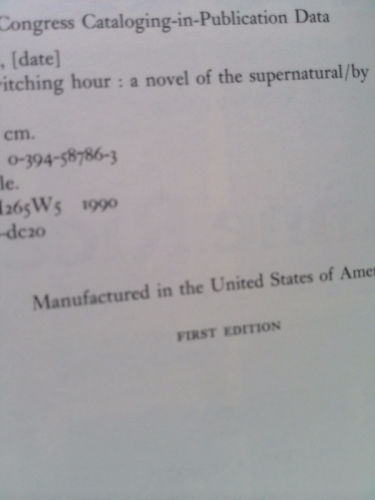 Congress Cataloging-in-Publication Data
, [date]
itching hour : a novel of the supernatural/by
cm.
0-394-58786-3
le.
I265W5 1990
-dc20
Manufactured in the United States of Ame
FIRST EDITION